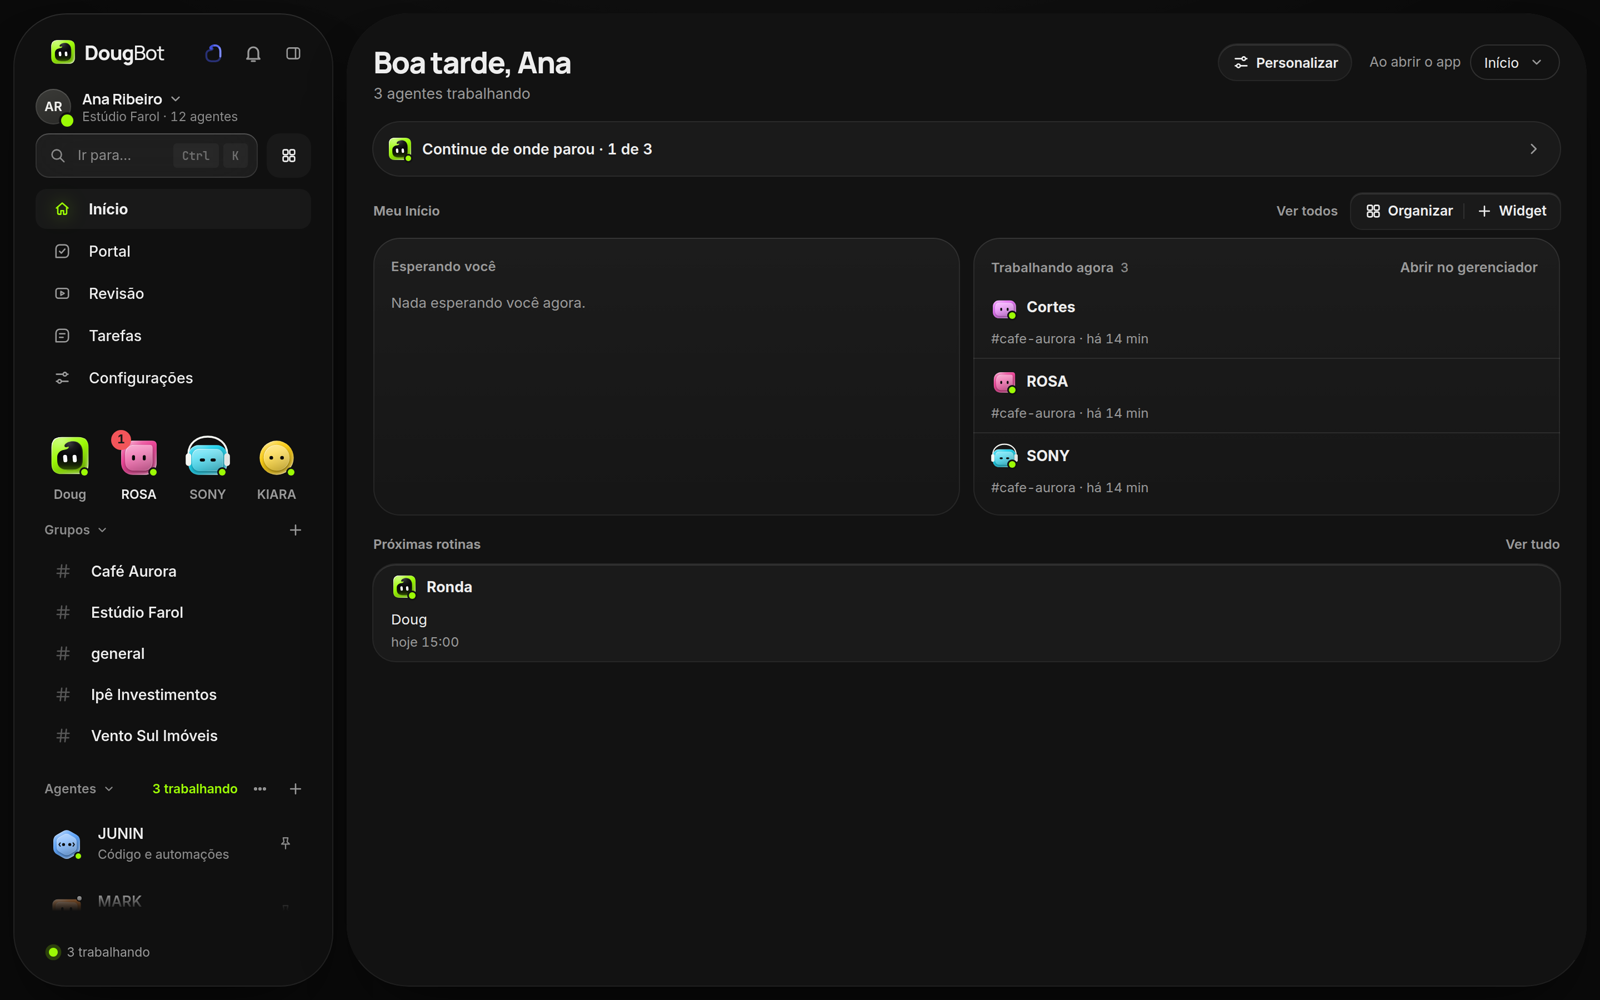 DougBot
AR
Ana Ribeiro
Estúdio Farol · 12 agentes
Ir para...
Ctrl
K
Início
Portal
Revisão
Tarefas
Configurações
1
Doug
ROSA
SONY
KIARA
Grupos
# Café Aurora
# Estúdio Farol
# general
# Ipê Investimentos
# Vento Sul Imóveis
Agentes
3 trabalhando
JUNIN
Código e automações
MARK
3 trabalhando
Boa tarde, Ana
3 agentes trabalhando
Personalizar
Ao abrir o app
Início
Continue de onde parou · 1 de 3
Meu Início
Ver todos
Organizar
Widget
Esperando você
Nada esperando você agora.
Trabalhando agora 3
Abrir no gerenciador
Cortes
#cafe-aurora · há 14 min
ROSA
#cafe-aurora · há 14 min
SONY
#cafe-aurora · há 14 min
Próximas rotinas
Ver tudo
Ronda
Doug
hoje 15:00